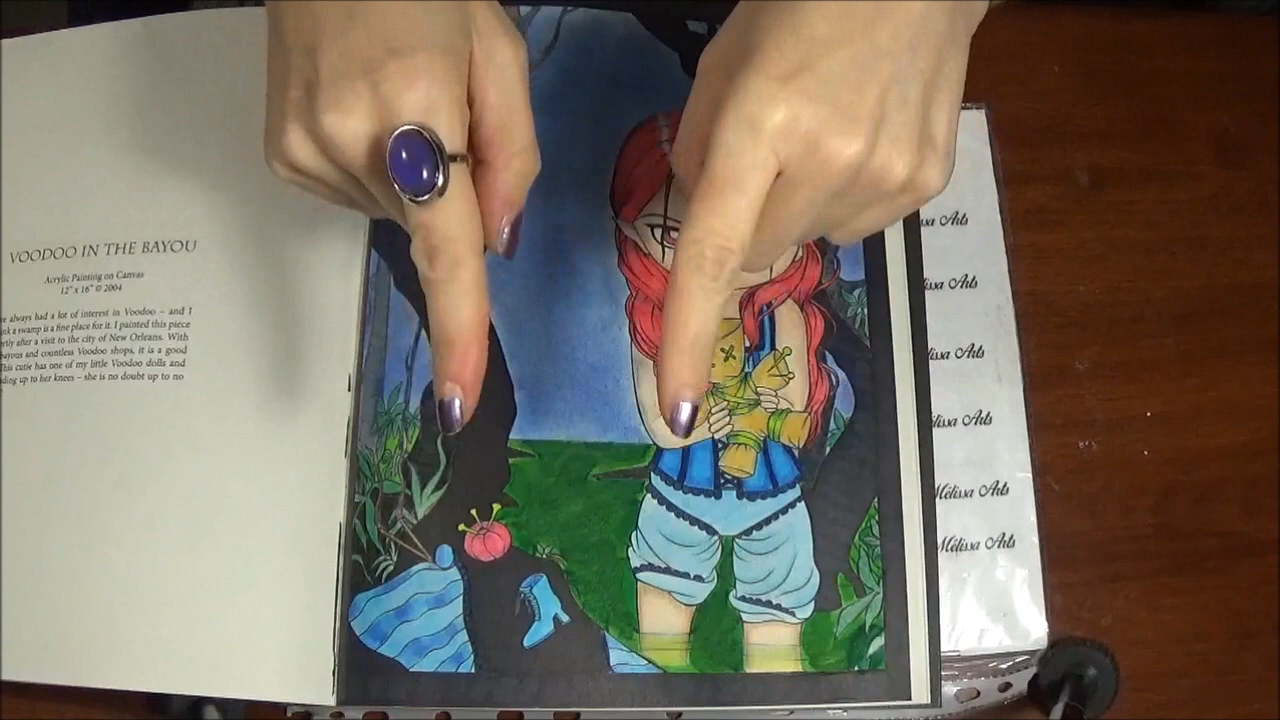 VOODOO IN THE BAYOU
Acrylic Painting on Canvas
12" x 16" © 2004
always had a lot of interest in Voodoo – and I
a swamp is a fine place for it. I painted this piece
after a visit to the city of New Orleans. With
bayous and countless Voodoo shops, it is a good
This cutie has one of my little Voodoo dolls and
up to her knees – she is no doubt up to no
Arts
Arts
Arts
Arts
Mélissa Arts
Mélissa Arts